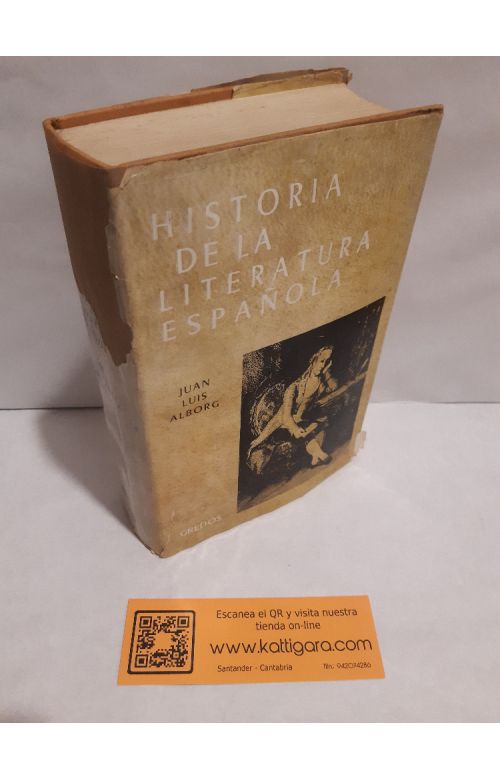 HISTORIA
DE LA
LITERATURA
ESPAÑOLA
JUAN
LUIS
ALBORG
GREDOS
Escanea el QR y visita nuestra
tienda on-line
www.kattigara.com
Santander - Cantabria
942074286